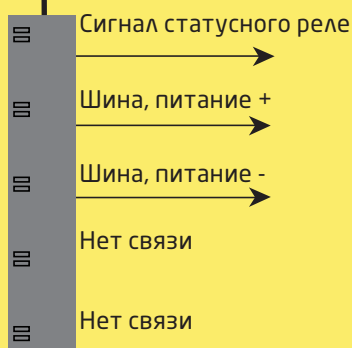 Сигнал статусного реле
Шина, питание +
Шина, питание -
Нет связи
Нет связи